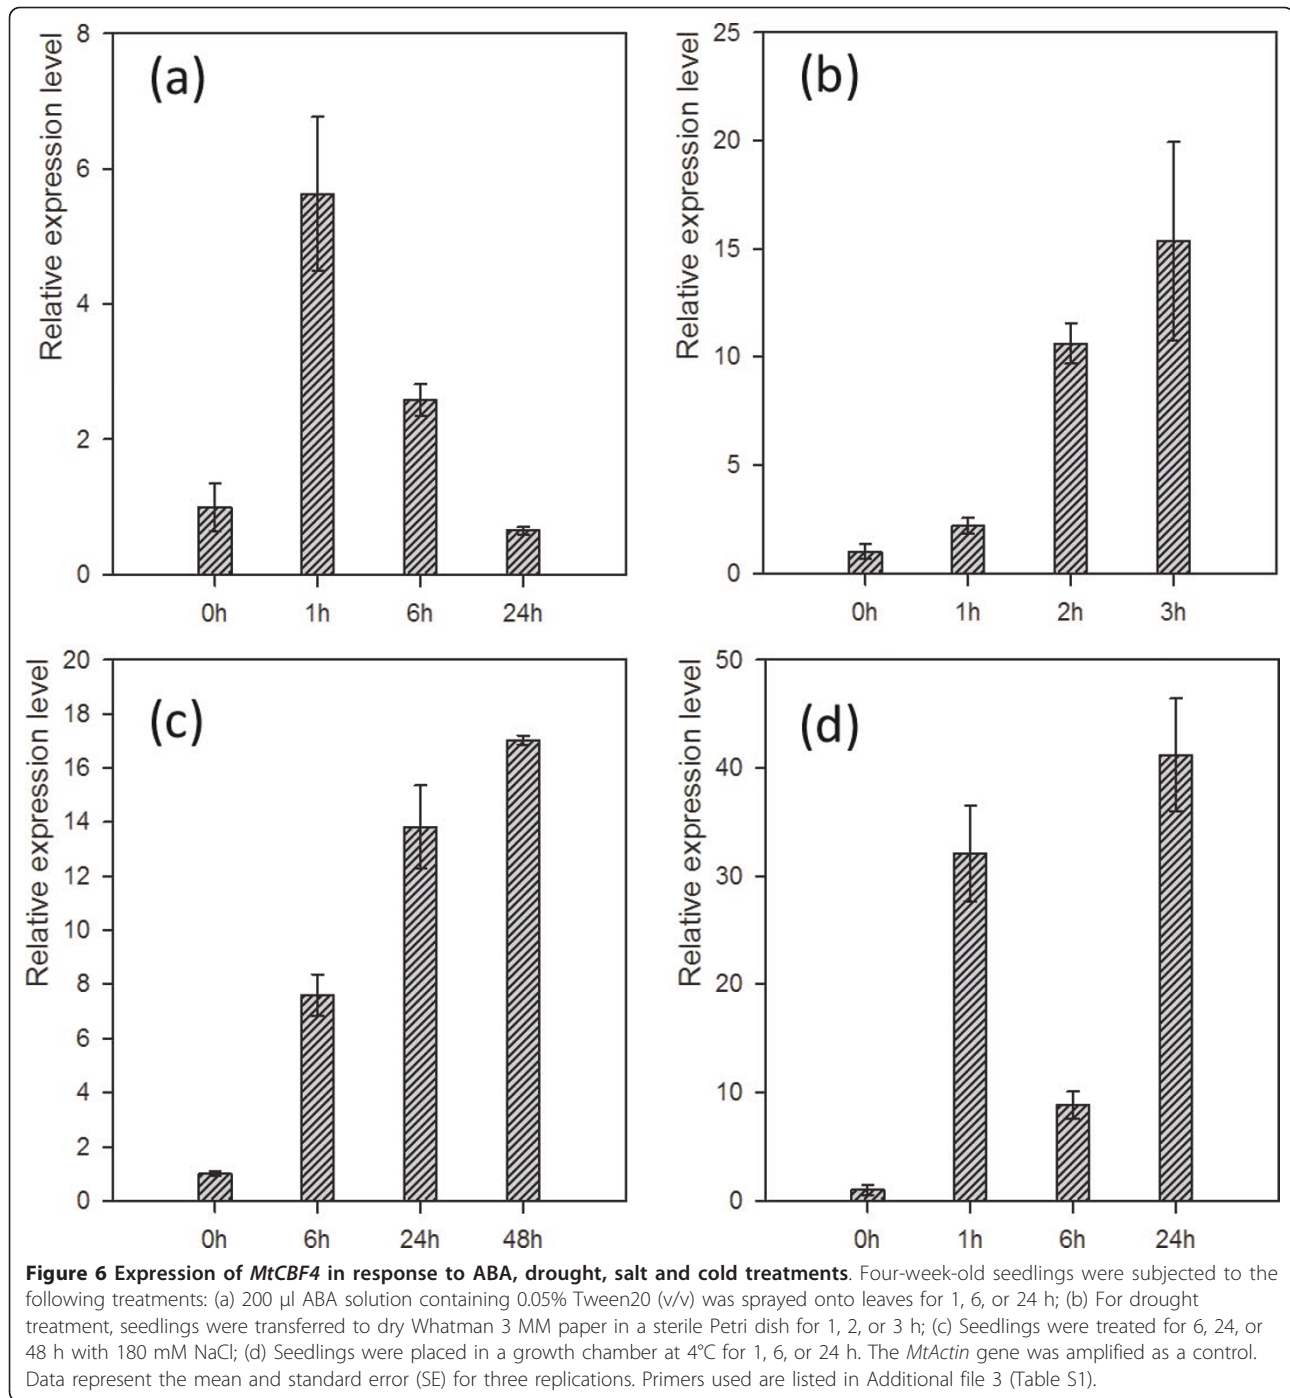 (a)
Relative expression level
8
6
4
2
0
0h 1h 6h 24h
(b)
Relative expression level
25
20
15
10
5
0
0h 1h 2h 3h
(c)
Relative expression level
20
18
16
14
12
10
8
6
4
2
0
0h 6h 24h 48h
(d)
Relative expression level
50
40
30
20
10
0
0h 1h 6h 24h
Figure 6 Expression of MtCBF4 in response to ABA, drought, salt and cold treatments. Four-week-old seedlings were subjected to the
following treatments: (a) 200 μl ABA solution containing 0.05% Tween20 (v/v) was sprayed onto leaves for 1, 6, or 24 h; (b) For drought
treatment, seedlings were transferred to dry Whatman 3 MM paper in a sterile Petri dish for 1, 2, or 3 h; (c) Seedlings were treated for 6, 24, or
48 h with 180 mM NaCl; (d) Seedlings were placed in a growth chamber at 4°C for 1, 6, or 24 h. The MtActin gene was amplified as a control.
Data represent the mean and standard error (SE) for three replications. Primers used are listed in Additional file 3 (Table S1).